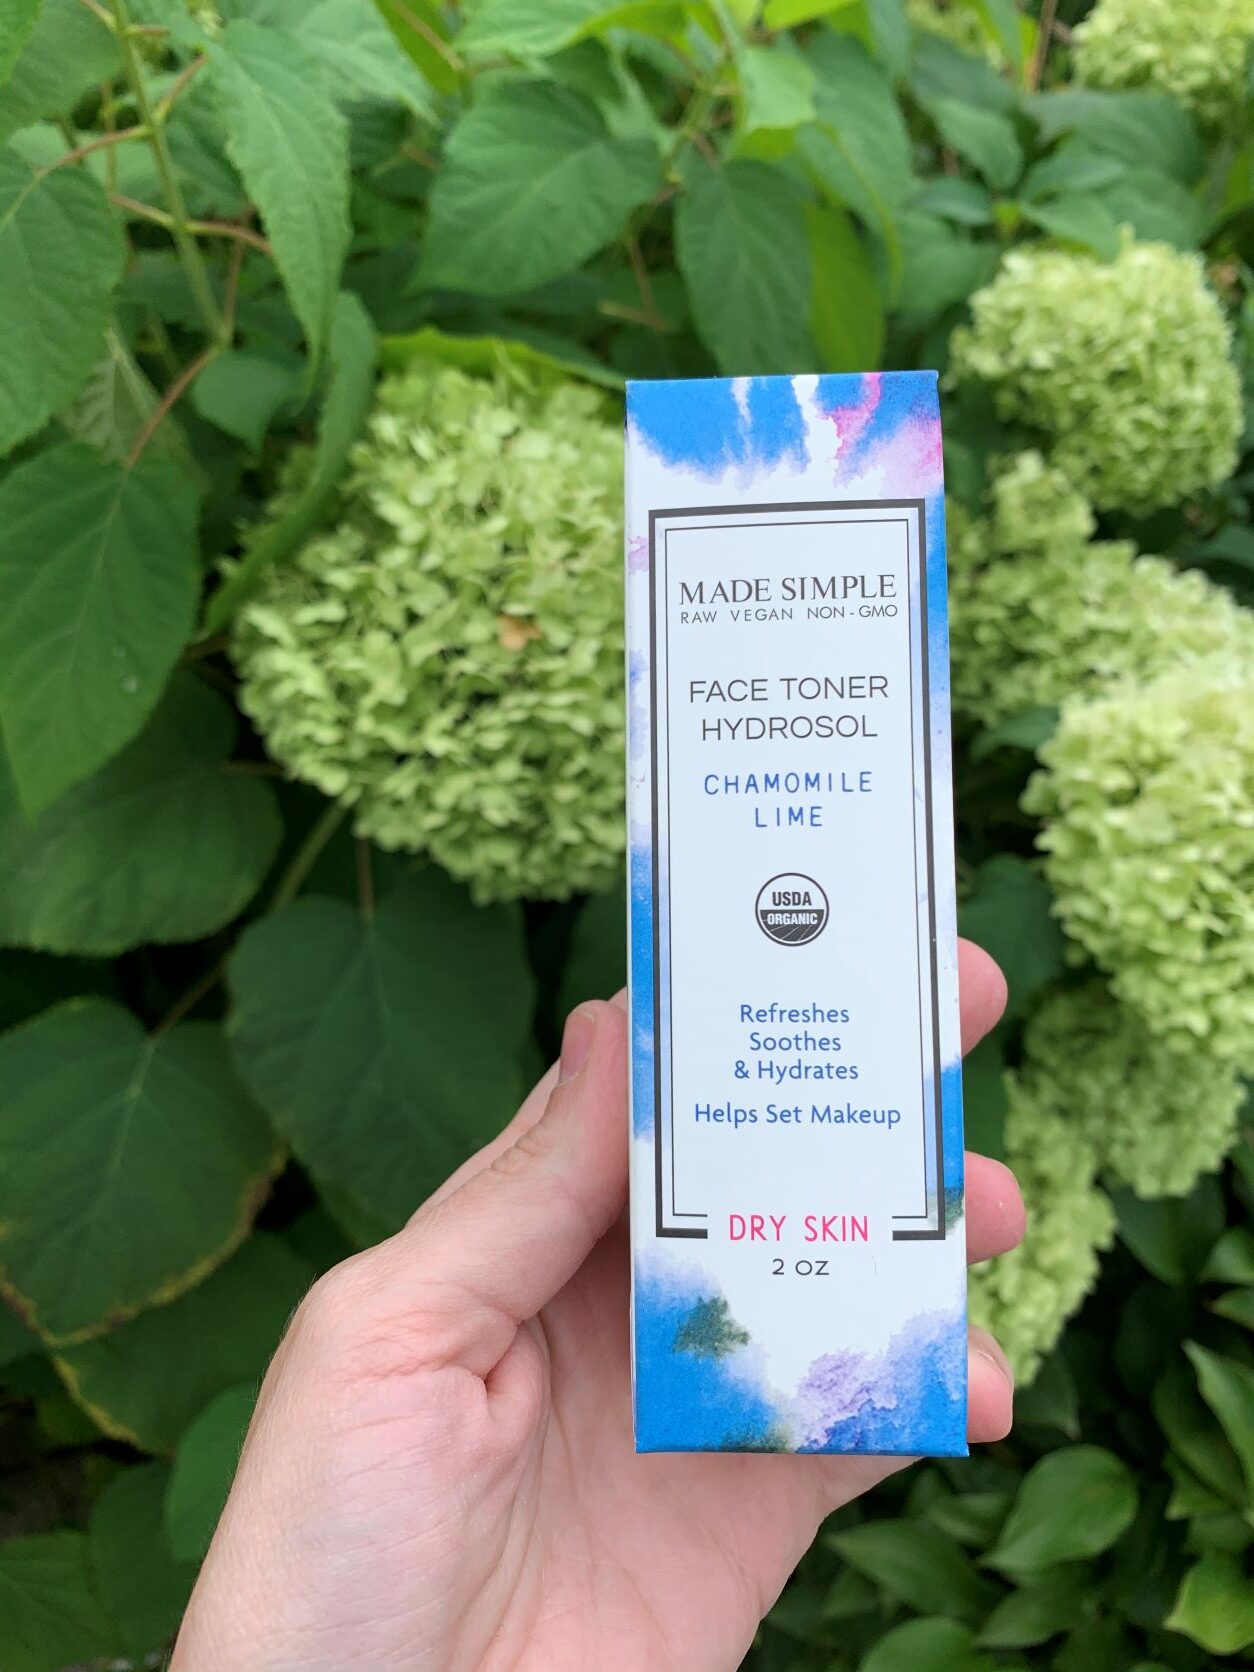 MADE SIMPLE
RAW VEGAN NON-GMO
FACE TONER
HYDROSOL
CHAMOMILE
LIME
USDA
ORGANIC
Refreshes
Soothes
& Hydrates
Helps Set Makeup
DRY SKIN
2 OZ